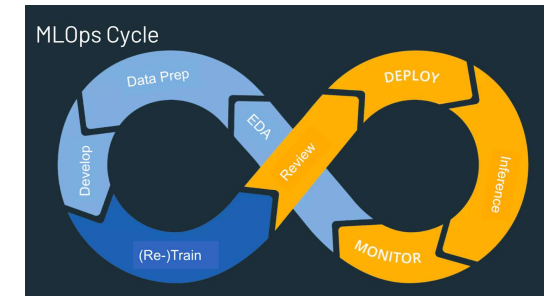 MLOps Cycle
Data Prep
DEPLOY
EDA
Review
Develop
Inference
(Re-)Train
MONITOR